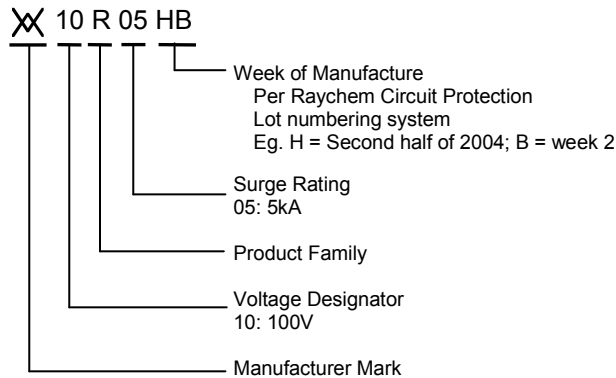 10 R 05 HB
Week of Manufacture
Per Raychem Circuit Protection
Lot numbering system
Eg. H = Second half of 2004; B = week 2
Surge Rating
05: 5kA
Product Family
Voltage Designator
10: 100V
Manufacturer Mark